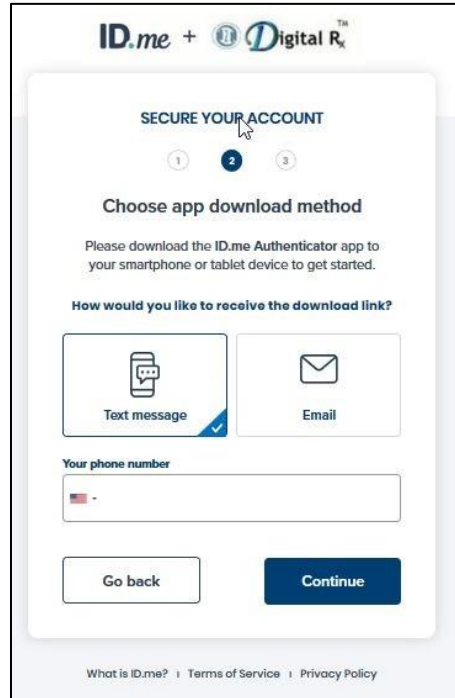 ID.me + Digital Rx™
SECURE YOUR ACCOUNT
1 2 3
Choose app download method
Please download the ID.me Authenticator app to
your smartphone or tablet device to get started.
How would you like to receive the download link?
Text message Email
Your phone number
-
Go back Continue
What is ID.me? | Terms of Service | Privacy Policy